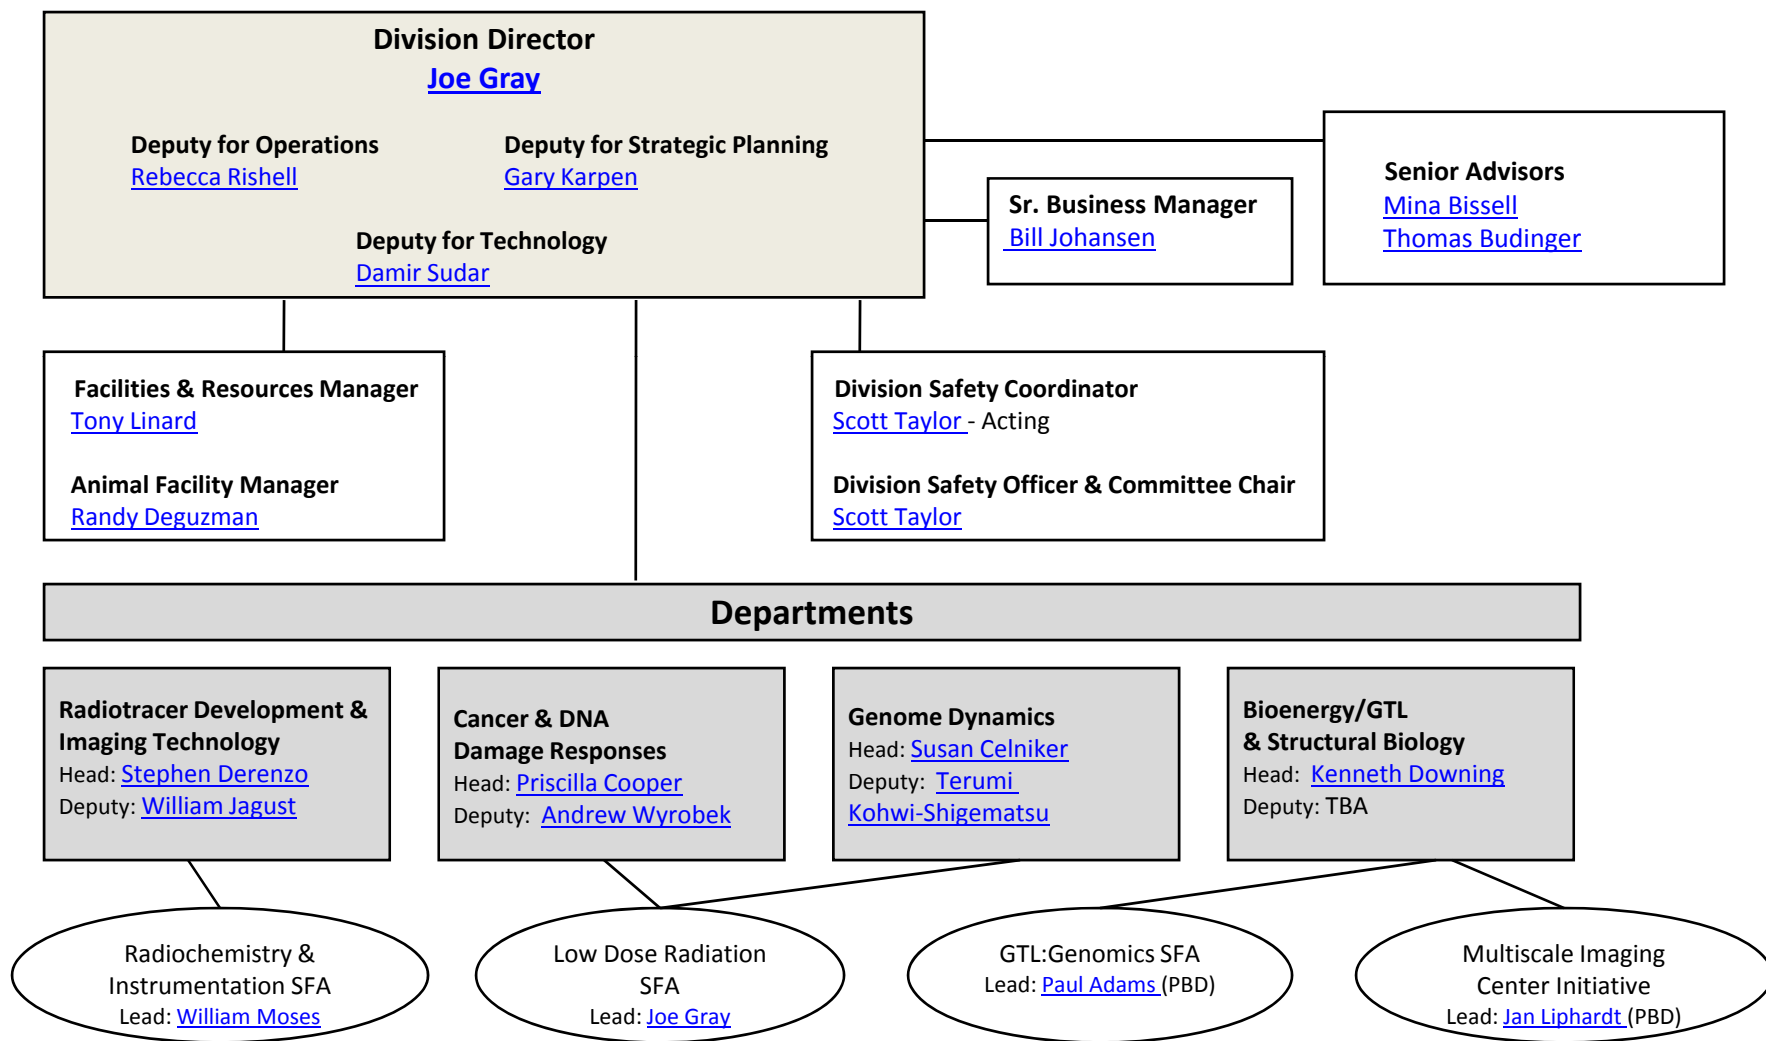 Division Director
Joe Gray
Deputy for Operations
Rebecca Rishell
Deputy for Strategic Planning
Gary Karpen
Deputy for Technology
Damir Sudar
Sr. Business Manager
Bill Johansen
Senior Advisors
Mina Bissell
Thomas Budinger
Facilities & Resources Manager
Tony Linard
Animal Facility Manager
Randy Deguzman
Division Safety Coordinator
Scott Taylor - Acting
Division Safety Officer & Committee Chair
Scott Taylor
Departments
Radiotracer Development &
Imaging Technology
Head: Stephen Derenzo
Deputy: William Jagust
Cancer & DNA
Damage Responses
Head: Priscilla Cooper
Deputy: Andrew Wyrobek
Genome Dynamics
Head: Susan Celniker
Deputy: Terumi
Kohwi-Shigematsu
Bioenergy/GTL
& Structural Biology
Head: Kenneth Downing
Deputy: TBA
Radiochemistry &
Instrumentation SFA
Lead: William Moses
Low Dose Radiation
SFA
Lead: Joe Gray
GTL:Genomics SFA
Lead: Paul Adams (PBD)
Multiscale Imaging
Center Initiative
Lead: Jan Liphardt (PBD)